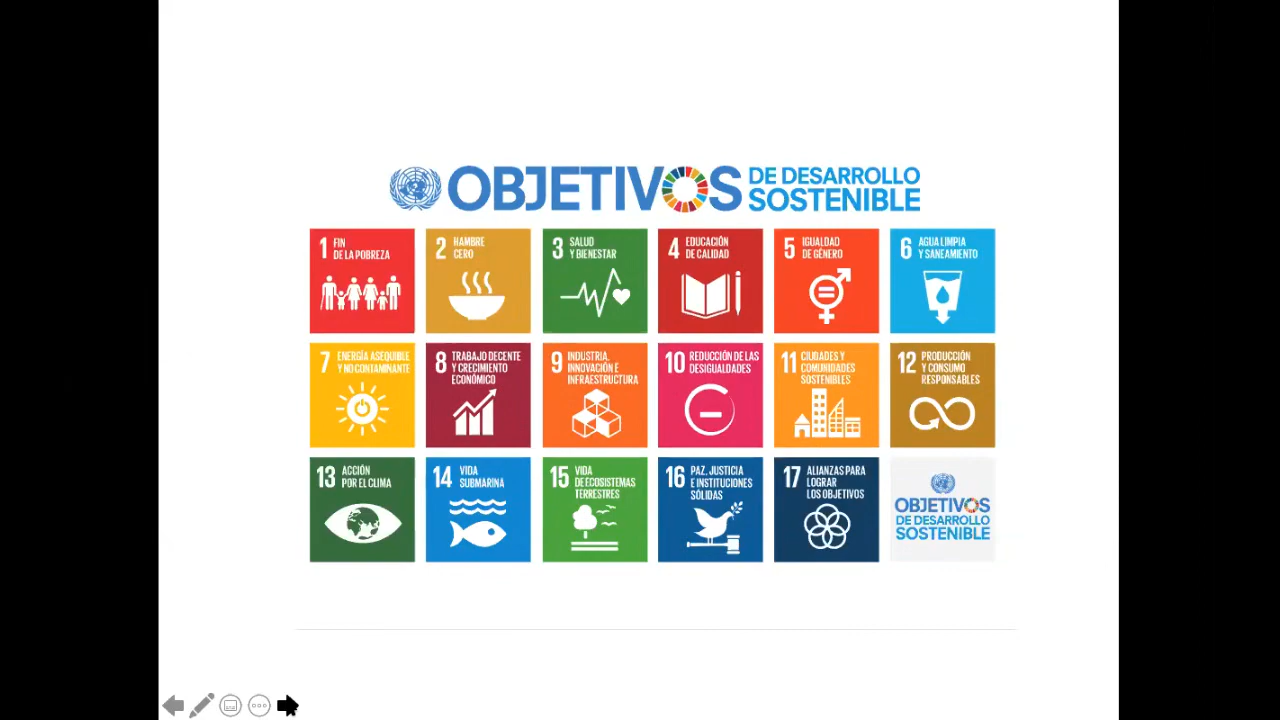 OBJETIVOS DE DESARROLLO
SOSTENIBLE
1 FIN
DE LA POBREZA
2 HAMBRE
CERO
3 SALUD
Y BIENESTAR
4 EDUCACIÓN
DE CALIDAD
5 IGUALDAD
DE GÉNERO
6 AGUA LIMPIA
Y SANEAMIENTO
7 ENERGÍA ASEQUIBLE
Y NO CONTAMINANTE
8 TRABAJO DECENTE
Y CRECIMIENTO
ECONÓMICO
9 INDUSTRIA,
INNOVACIÓN E
INFRAESTRUCTURA
10 REDUCCIÓN DE LAS
DESIGUALDADES
11 CIUDADES Y
COMUNIDADES
SOSTENIBLES
12 PRODUCCIÓN
Y CONSUMO
RESPONSABLES
13 ACCIÓN
POR EL CLIMA
14 VIDA
SUBMARINA
15 VIDA
DE ECOSISTEMAS
TERRESTRES
16 PAZ, JUSTICIA
E INSTITUCIONES
SÓLIDAS
17 ALIANZAS PARA
LOGRAR
LOS OBJETIVOS
OBJETIVOS
DE DESARROLLO
SOSTENIBLE